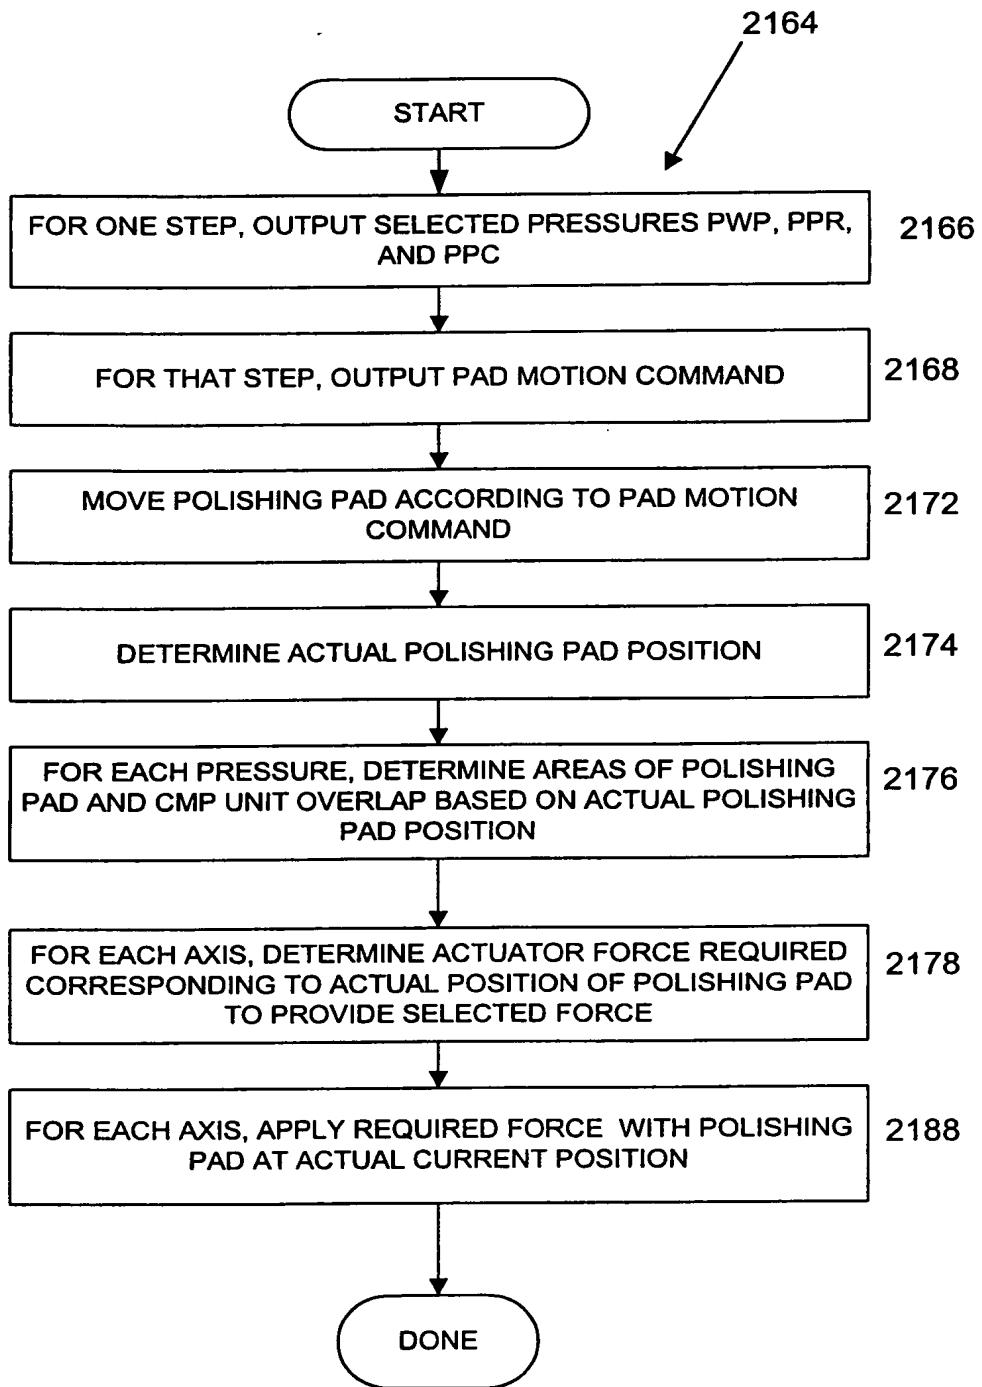 2164
START
FOR ONE STEP, OUTPUT SELECTED PRESSURES PWP, PPR,
AND PPC
2166
FOR THAT STEP, OUTPUT PAD MOTION COMMAND
2168
MOVE POLISHING PAD ACCORDING TO PAD MOTION
COMMAND
2172
DETERMINE ACTUAL POLISHING PAD POSITION
2174
FOR EACH PRESSURE, DETERMINE AREAS OF POLISHING
PAD AND CMP UNIT OVERLAP BASED ON ACTUAL POLISHING
PAD POSITION
2176
FOR EACH AXIS, DETERMINE ACTUATOR FORCE REQUIRED
CORRESPONDING TO ACTUAL POSITION OF POLISHING PAD
TO PROVIDE SELECTED FORCE
2178
FOR EACH AXIS, APPLY REQUIRED FORCE WITH POLISHING
PAD AT ACTUAL CURRENT POSITION
2188
DONE